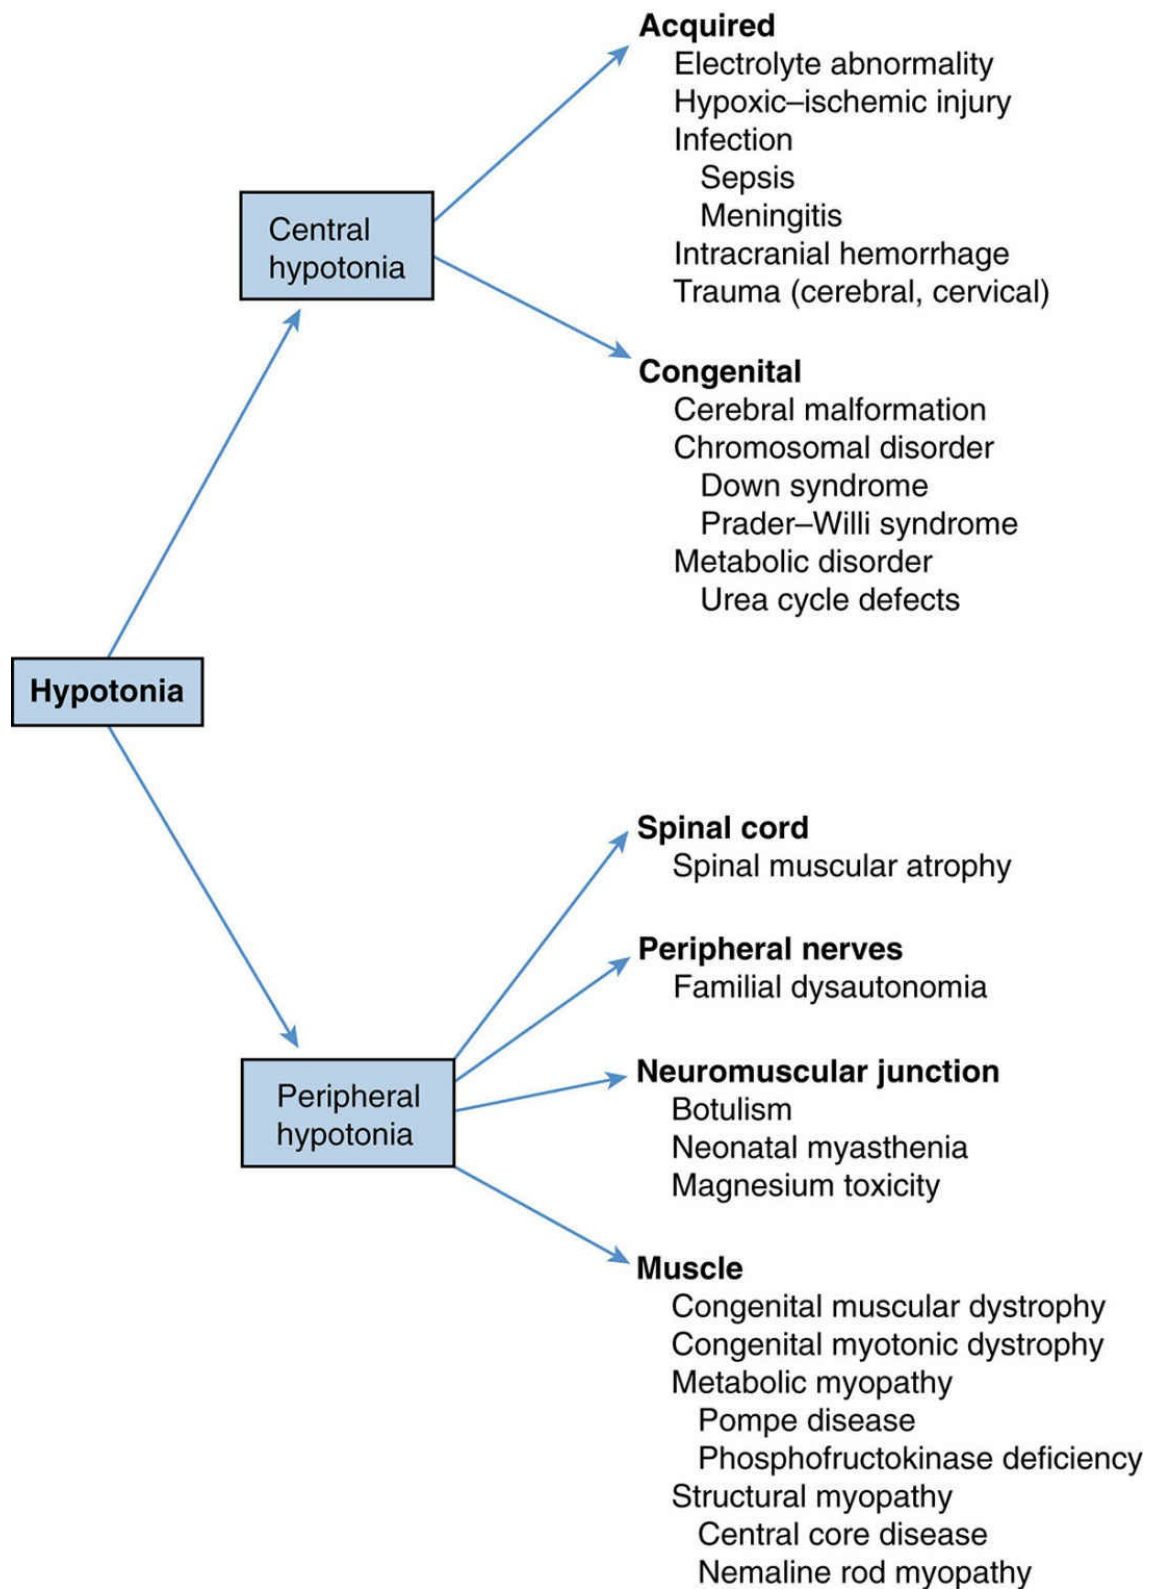 Acquired
Electrolyte abnormality
Hypoxic–ischemic injury
Infection
Sepsis
Meningitis
Intracranial hemorrhage
Trauma (cerebral, cervical)
Central
hypotonia
Congenital
Cerebral malformation
Chromosomal disorder
Down syndrome
Prader–Willi syndrome
Metabolic disorder
Urea cycle defects
Hypotonia
Spinal cord
Spinal muscular atrophy
Peripheral nerves
Familial dysautonomia
Peripheral
hypotonia
Neuromuscular junction
Botulism
Neonatal myasthenia
Magnesium toxicity
Muscle
Congenital muscular dystrophy
Congenital myotonic dystrophy
Metabolic myopathy
Pompe disease
Phosphofructokinase deficiency
Structural myopathy
Central core disease
Nemaline rod myopathy